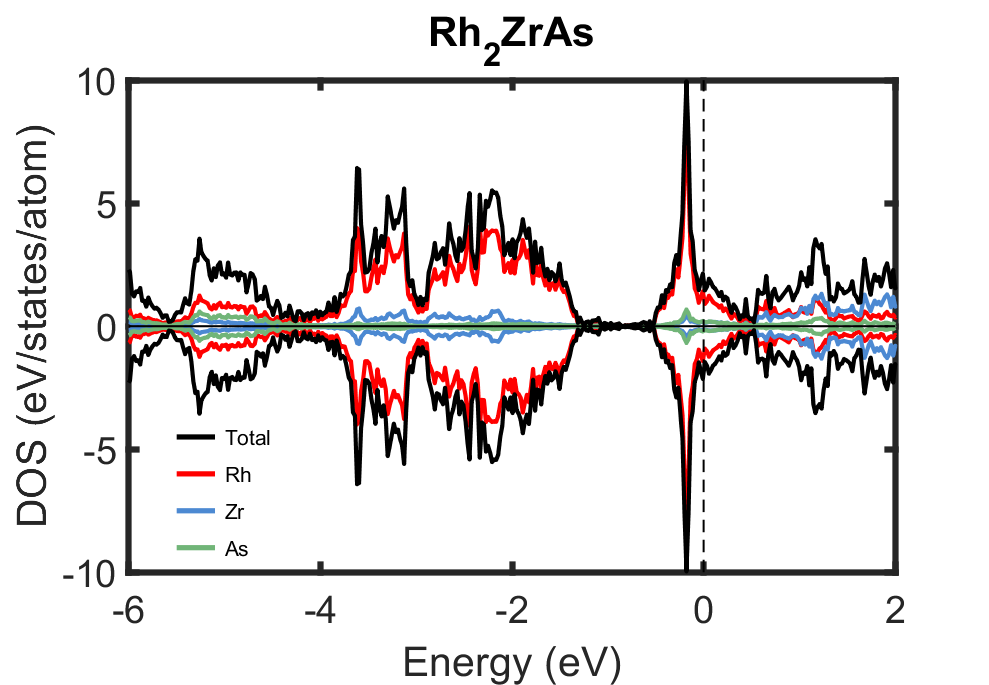 Rh2ZrAs
10
5
0
-5
-10
DOS (eV/states/atom)
Total
Rh
Zr
As
-6 -4 -2 0 2
Energy (eV)